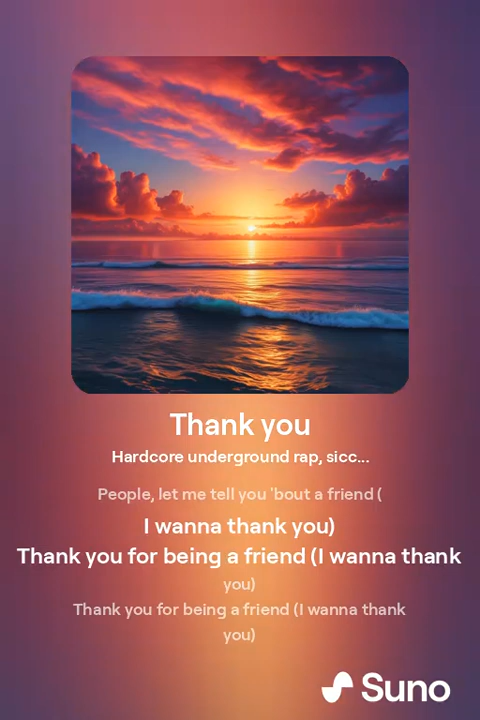 Thank you
Hardcore underground rap, sicc...
People, let me tell you 'bout a friend (
I wanna thank you)
Thank you for being a friend (I wanna thank
you)
Thank you for being a friend (I wanna thank
you)
Suno